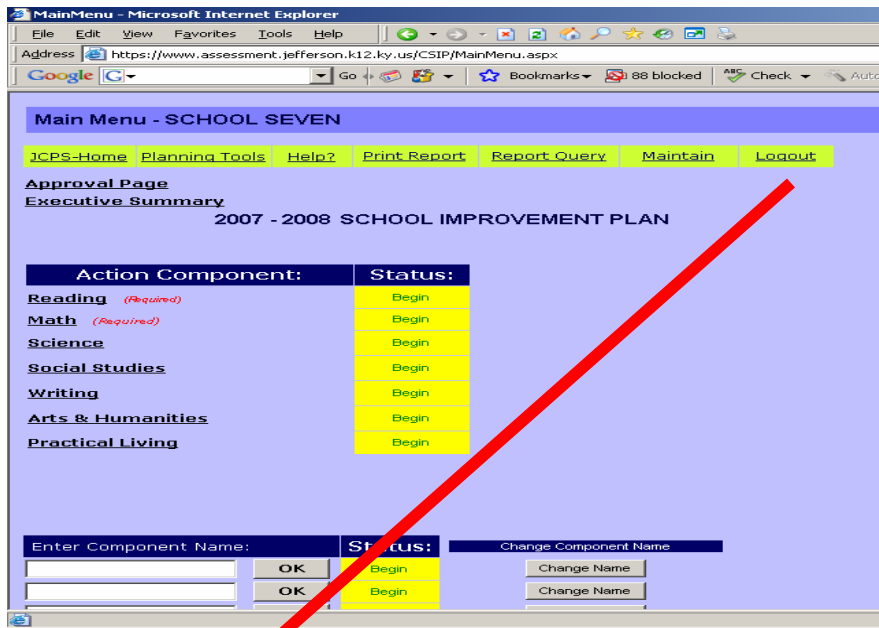 MainMenu - Microsoft Internet Explorer
File Edit View Favorites Tools Help
Address https://www.assessment.jefferson.k12.ky.us/CSIP/MainMenu.aspx
Google G Go Bookmarks 88 blocked ABC Check Auto
Main Menu - SCHOOL SEVEN
JCPS-Home Planning Tools Help? Print Report Report Query Maintain Logout
Approval Page
Executive Summary
2007 - 2008 SCHOOL IMPROVEMENT PLAN
Action Component: Status:
Reading (Required) Begin
Math (Required) Begin
Science Begin
Social Studies Begin
Writing Begin
Arts & Humanities Begin
Practical Living Begin
Enter Component Name: Status: Change Component Name
OK Begin Change Name
OK Begin Change Name